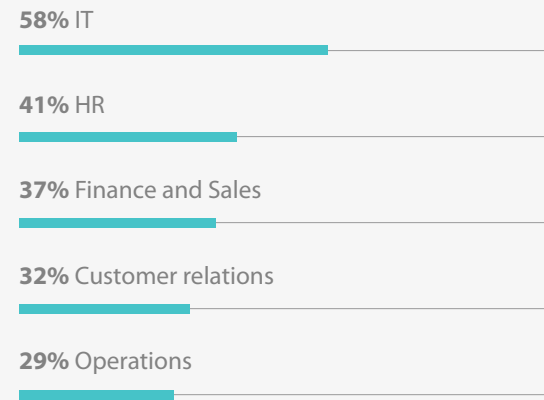 58% IT
41% HR
37% Finance and Sales
32% Customer relations
29% Operations